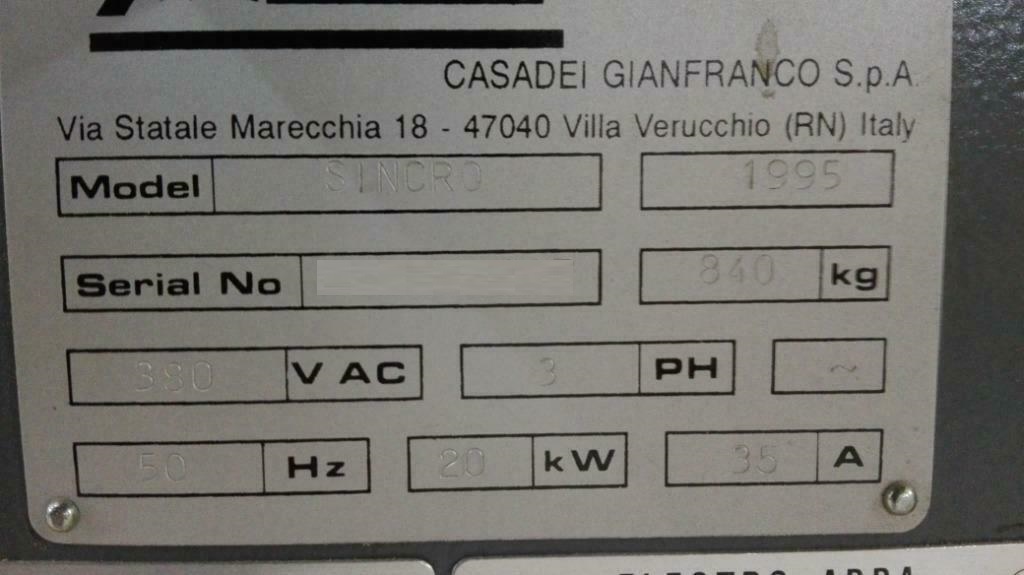 CASADEI GIANFRANCO S.p.A.
Via Statale Marecchia 18 - 47040 Villa Verucchio (RN) Italy
Model SINCRO 1995
Serial No 840 kg
380 V AC 3 PH ~
50 Hz 20 kW 35 A